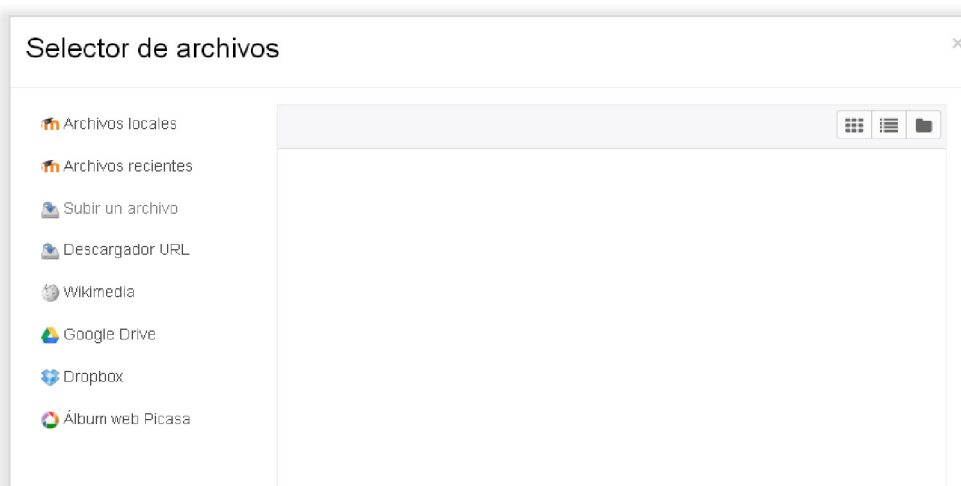 Selector de archivos
Archivos locales
Archivos recientes
Subir un archivo
Descargador URL
Wikimedia
Google Drive
Dropbox
Álbum web Picasa